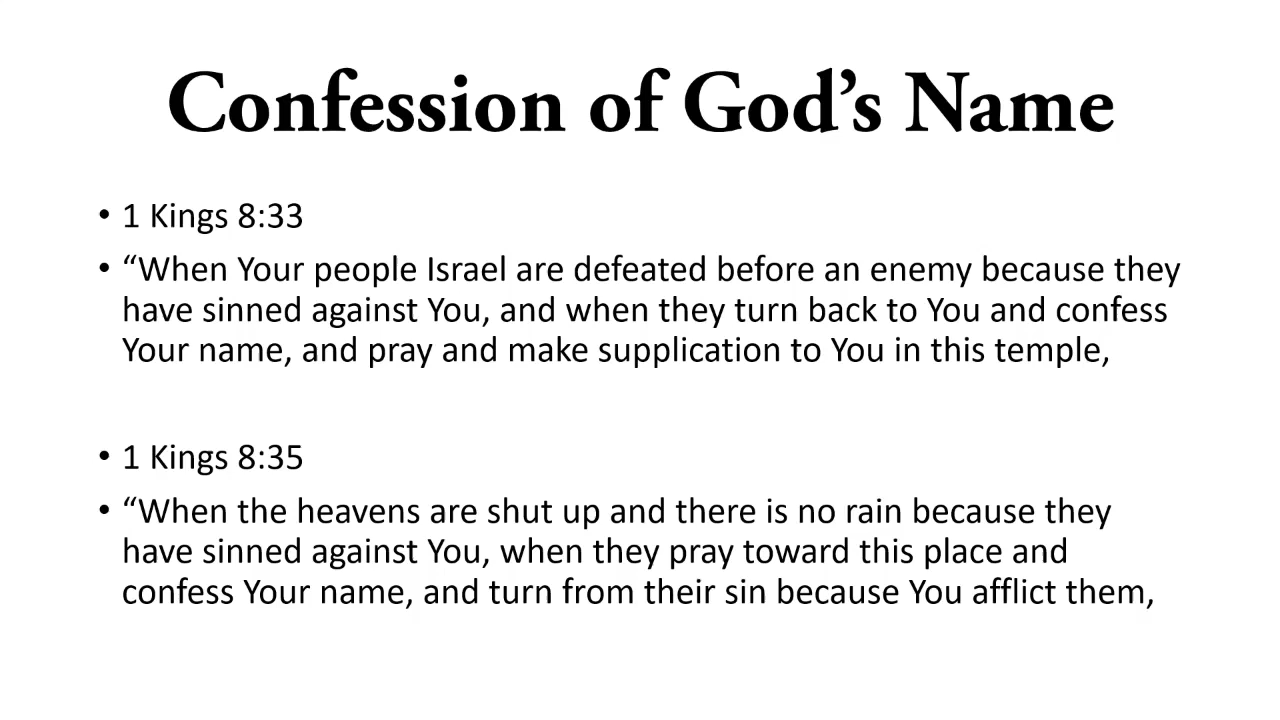 Confession of God’s Name
• 1 Kings 8:33
• “When Your people Israel are defeated before an enemy because they
have sinned against You, and when they turn back to You and confess
Your name, and pray and make supplication to You in this temple,
• 1 Kings 8:35
• “When the heavens are shut up and there is no rain because they
have sinned against You, when they pray toward this place and
confess Your name, and turn from their sin because You afflict them,